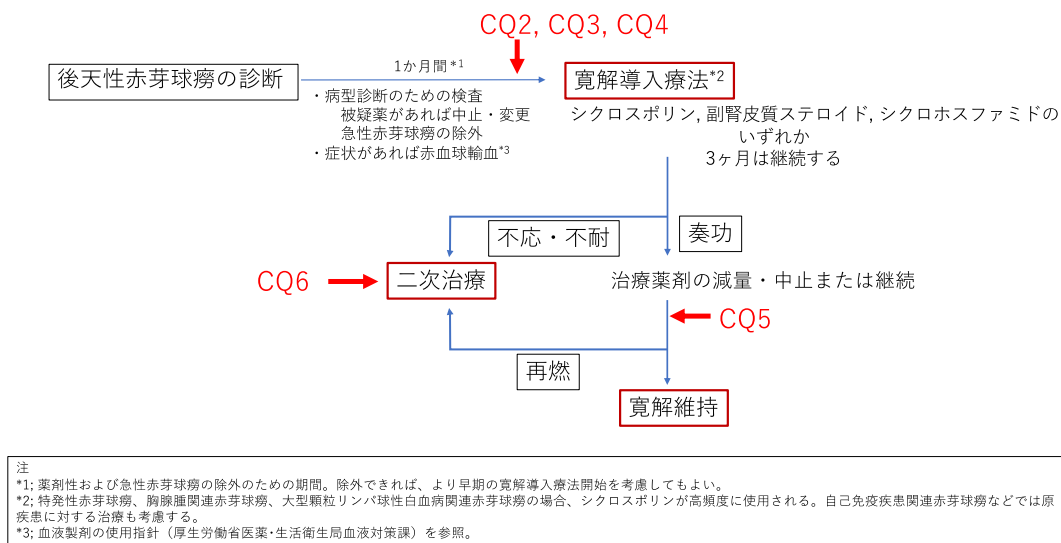 CQ2, CQ3, CQ4
後天性赤芽球癆の診断
1か月間 *1
寛解導入療法*2
・病型診断のための検査
被疑薬があれば中止・変更
急性赤芽球癆の除外
・症状があれば赤血球輸血*3
シクロスポリン, 副腎皮質ステロイド, シクロホスファミドの
いずれか
3ヶ月は継続する
不応・不耐
奏功
CQ6
二次治療
治療薬剤の減量・中止または継続
CQ5
再燃
寛解維持
注
*1; 薬剤性および急性赤芽球癆の除外のための期間。除外できれば、より早期の寛解導入療法開始を考慮してもよい。
*2; 特発性赤芽球癆、胸腺腫関連赤芽球癆、大型顆粒リンパ球性白血病関連赤芽球癆の場合、シクロスポリンが高頻度に使用される。自己免疫疾患関連赤芽球癆などでは原
疾患に対する治療も考慮する。
*3; 血液製剤の使用指針（厚生労働省医薬･生活衛生局血液対策課）を参照。